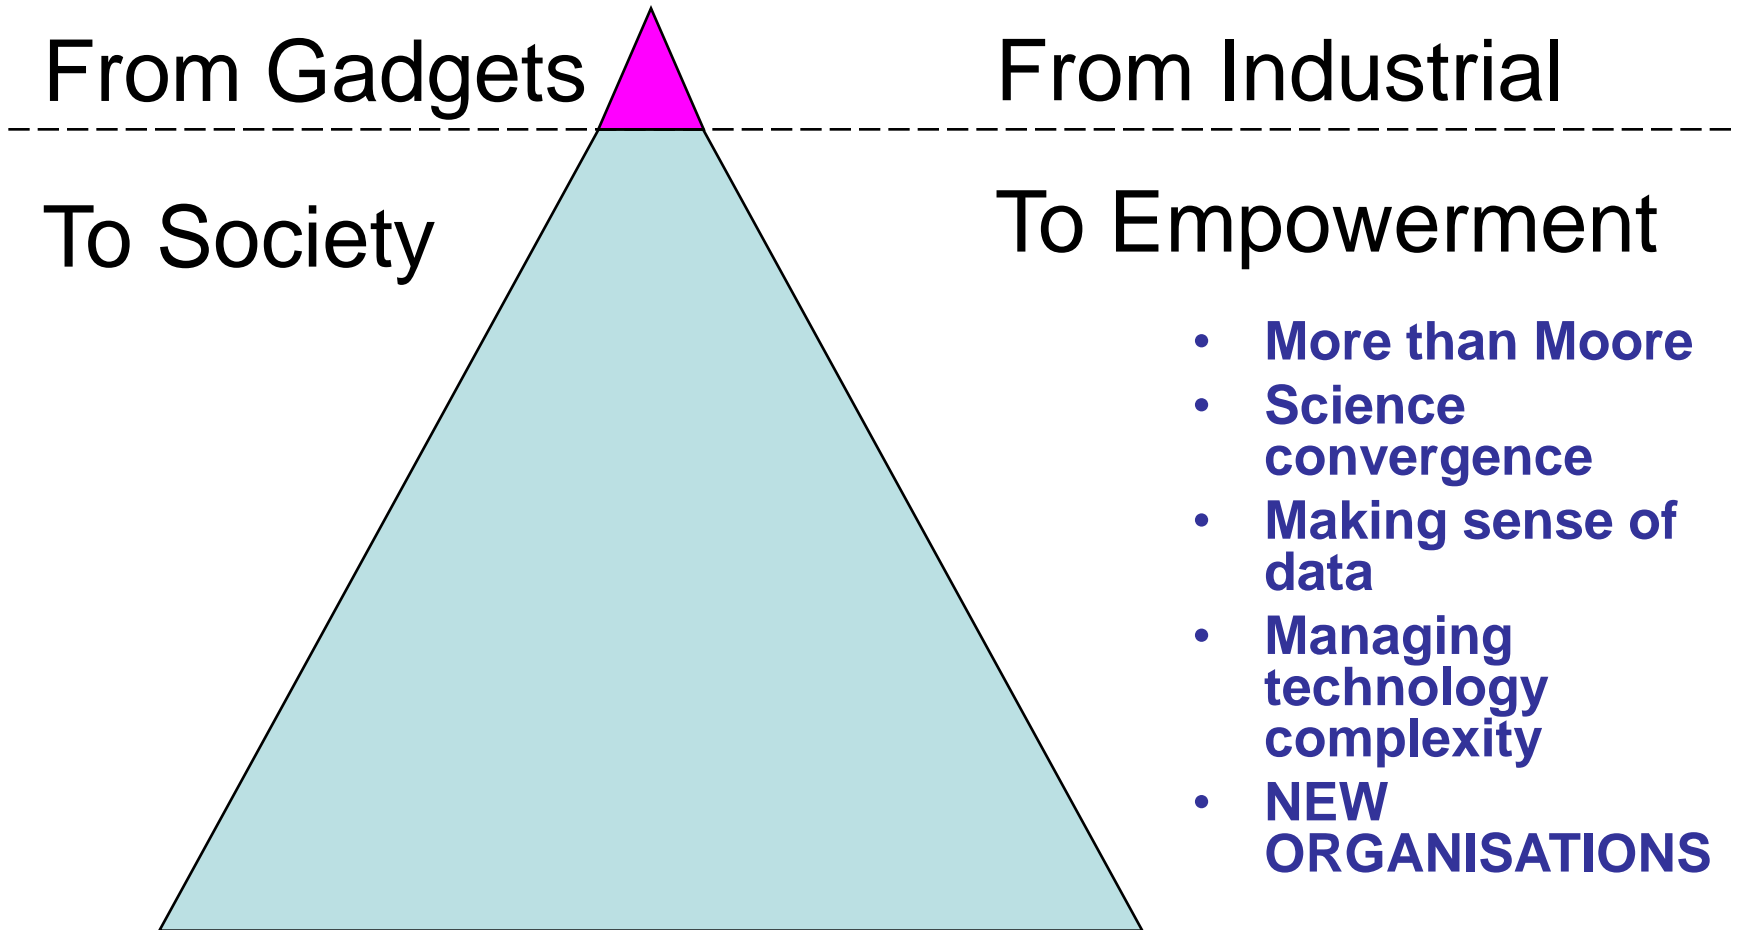 From Gadgets
From Industrial
To Society
To Empowerment
• More than Moore
• Science
convergence
• Making sense of
data
• Managing
technology
complexity
• NEW
ORGANISATIONS